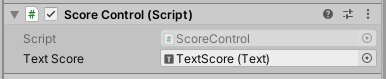 Score Control (Script)
Script ScoreControl
Text Score TextScore (Text)